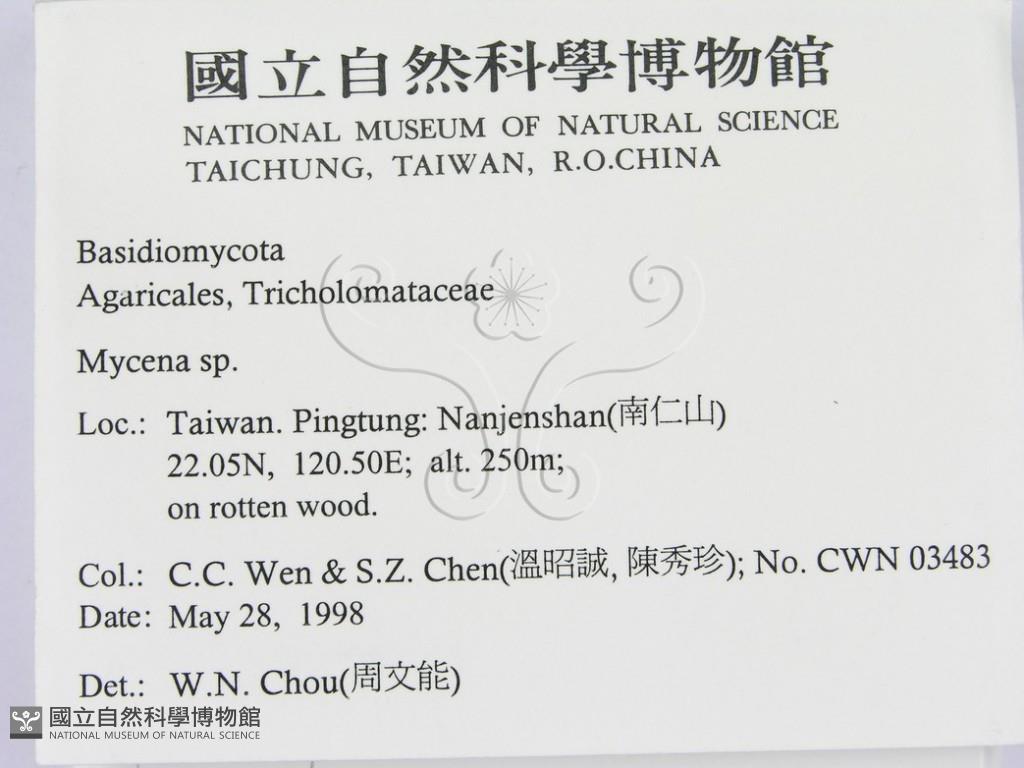 國立自然科學博物館
NATIONAL MUSEUM OF NATURAL SCIENCE
TAICHUNG, TAIWAN, R.O.CHINA
Basidiomycota
Agaricales, Tricholomataceae
Mycena sp.
Loc.: Taiwan. Pingtung: Nanjenshan(南仁山)
22.05N, 120.50E; alt. 250m;
on rotten wood.
Col.: C.C. Wen & S.Z. Chen(溫昭誠, 陳秀珍); No. CWN 03483
Date: May 28, 1998
Det.: W.N. Chou(周文能)
國立自然科學博物館
NATIONAL MUSEUM OF NATURAL SCIENCE